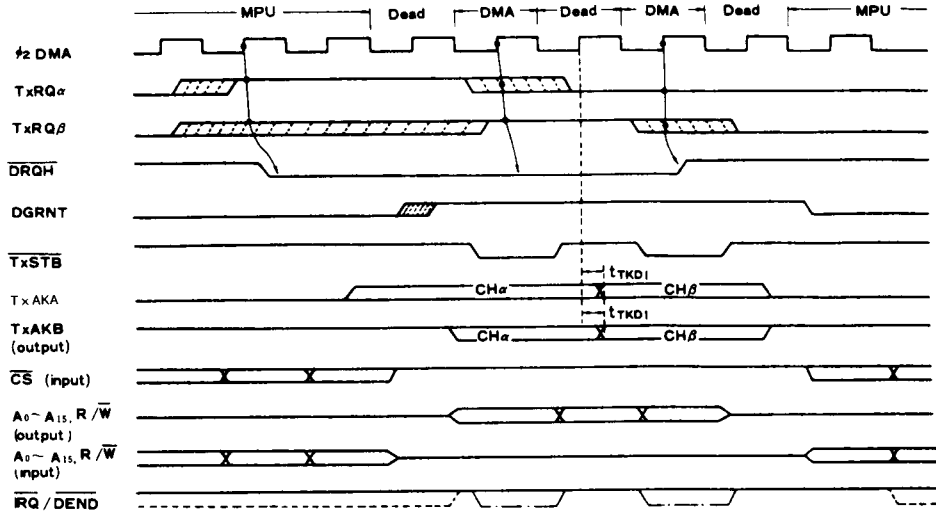 MPU Dead DMA Dead DMA Dead MPU
φ2 DMA
TxRQα
TxRQβ
DRQH
DGRNT
TxSTB
tTKD1
TxAKA CHα CHβ
tTKD1
TxAKB CHα CHβ
(output)
CS (input)
A0~A15, R/W
(output)
A0~A15, R/W
(input)
IRQ/DEND